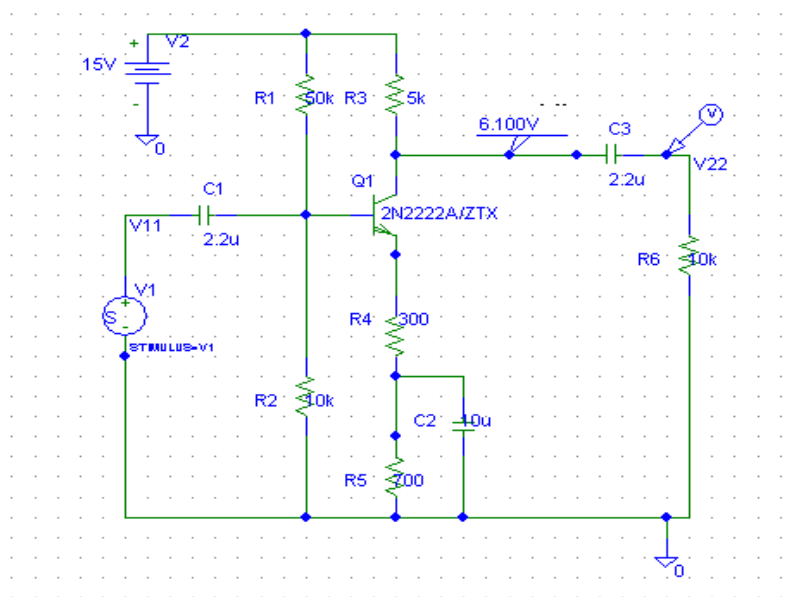 V2
15V
R1
50k
R3
5k
6.100V
C3
V
0
Q1
2.2u
V22
C1
2N2222A/ZTX
V11
2.2u
R6
10k
V1
S
R4
300
STIMULUS=V1
R2
10k
C2
10u
R5
700
0